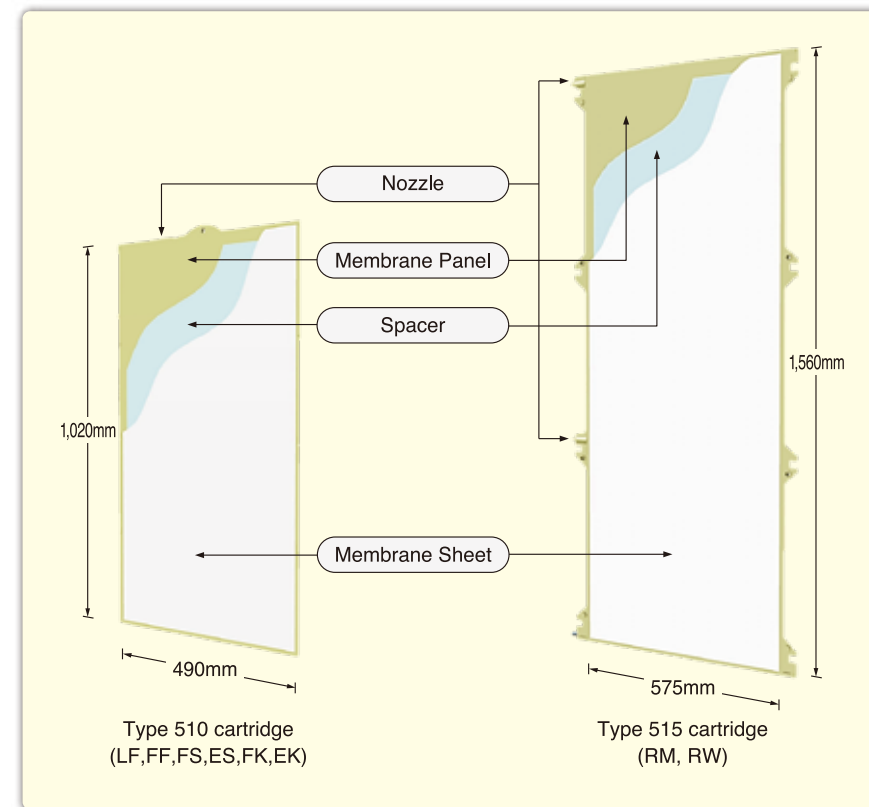 Nozzle
Membrane Panel
Spacer
1,560mm
1,020mm
Membrane Sheet
490mm
575mm
Type 510 cartridge
(LF,FF,FS,ES,FK,EK)
Type 515 cartridge
(RM, RW)